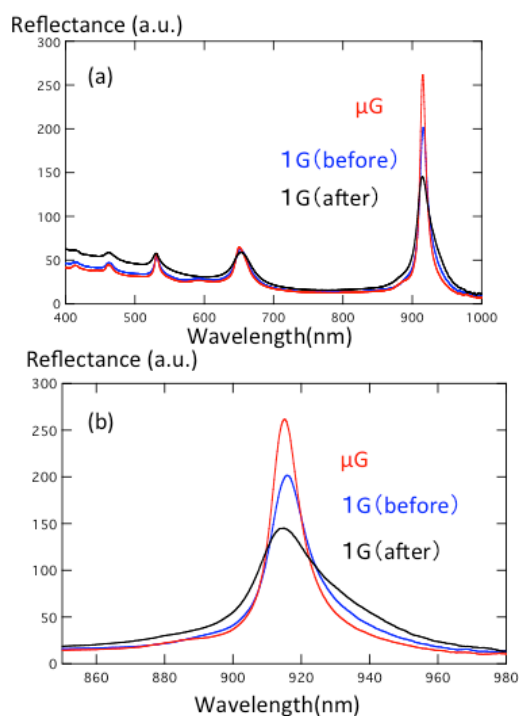 Reflectance (a.u.)
300
250
200
150
100
50
0
(a)
μG
1G(before)
1G(after)
400 500 600 700 800 900 1000
Wavelength(nm)
Reflectance (a.u.)
300
250
200
150
100
50
0
(b)
μG
1G(before)
1G(after)
860 880 900 920 940 960 980
Wavelength(nm)